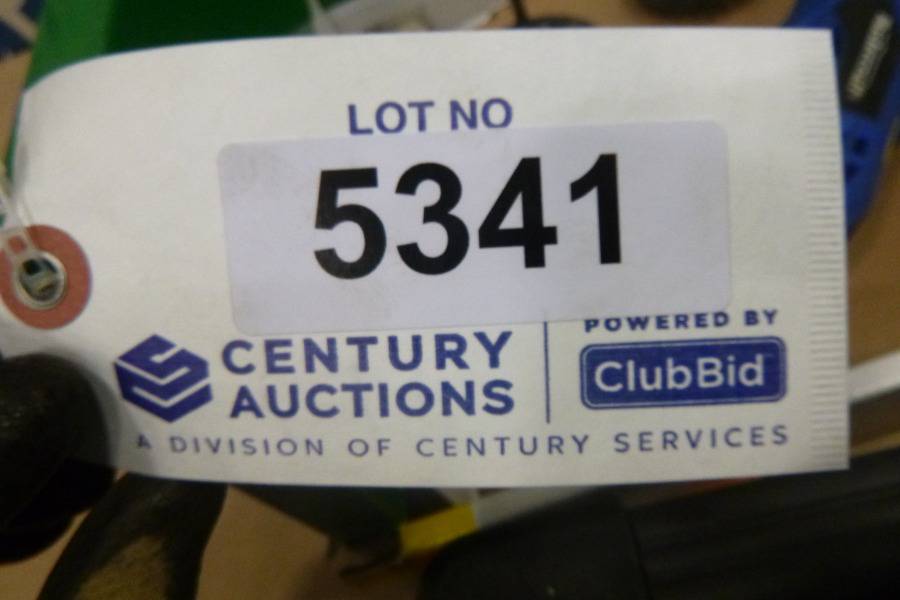 LOT NO
5341
CENTURY
AUCTIONS
POWERED BY
ClubBid
A DIVISION OF CENTURY SERVICES